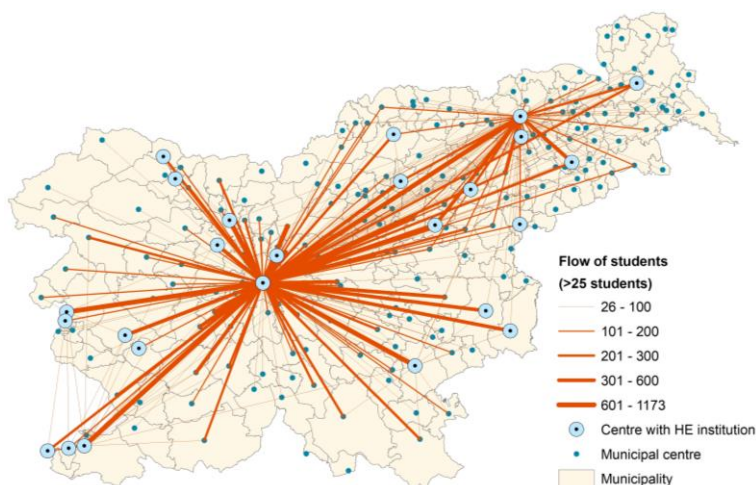 Flow of students
(>25 students)
26 - 100
101 - 200
201 - 300
301 - 600
601 - 1173
Centre with HE institution
Municipal centre
Municipality